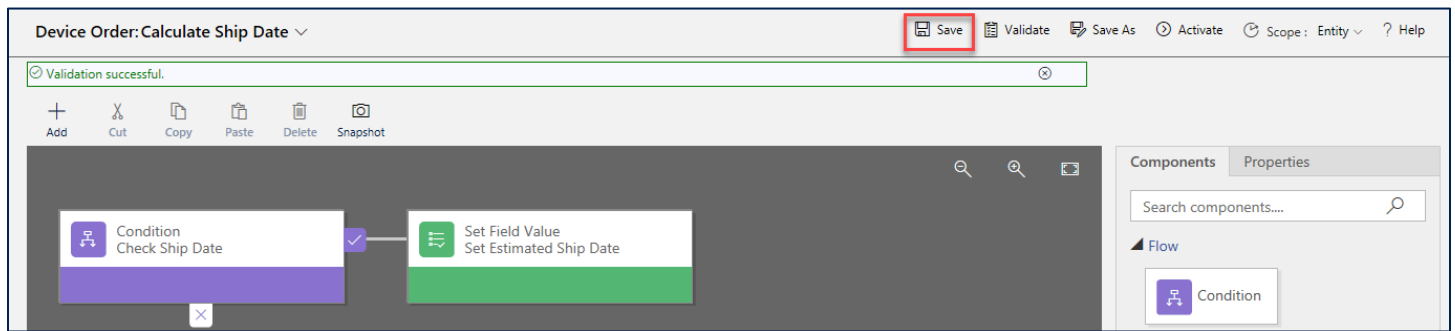 Device Order: Calculate Ship Date
Save
Validate
Save As
Activate
Scope : Entity
? Help
Validation successful.
Add
Cut
Copy
Paste
Delete
Snapshot
Components
Properties
Search components....
Condition
Check Ship Date
Set Field Value
Set Estimated Ship Date
Flow
Condition